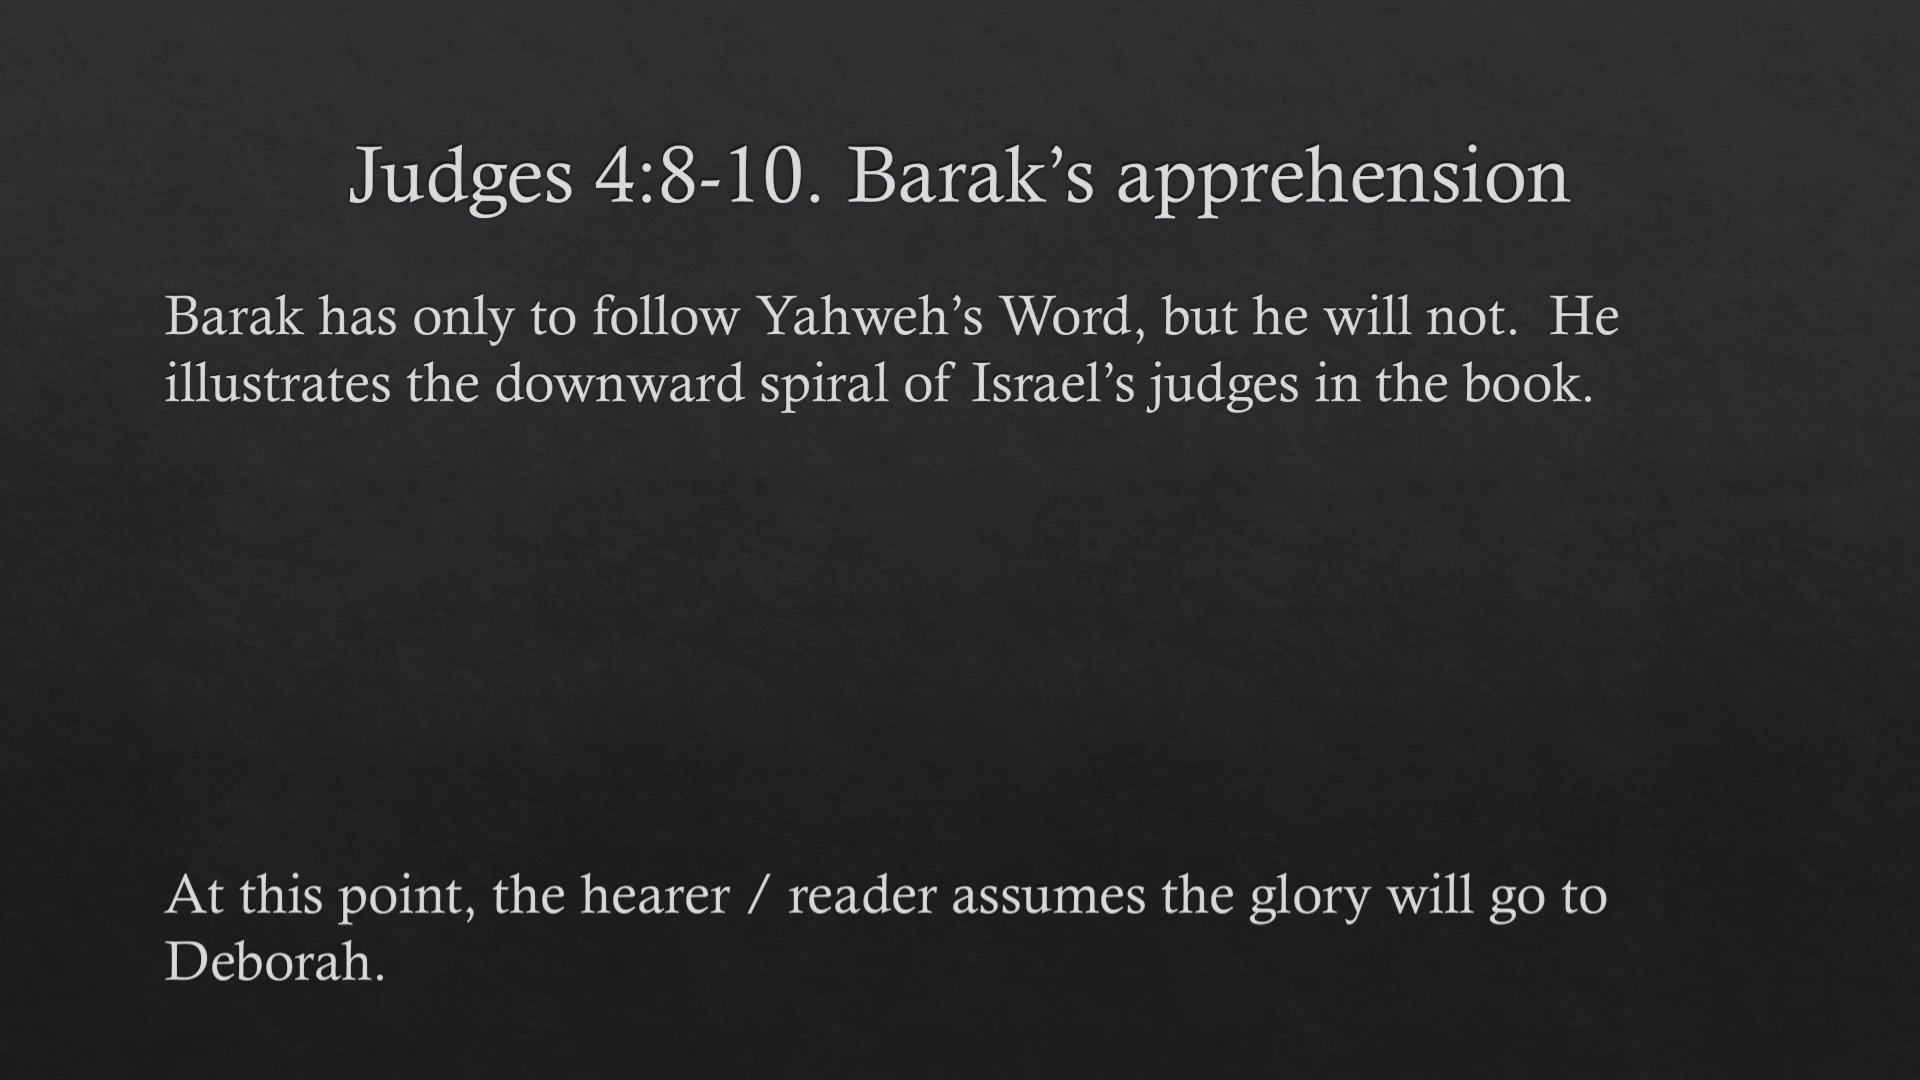 Judges 4:8-10. Barak’s apprehension
Barak has only to follow Yahweh’s Word, but he will not.  He
illustrates the downward spiral of Israel’s judges in the book.
At this point, the hearer / reader assumes the glory will go to
Deborah.